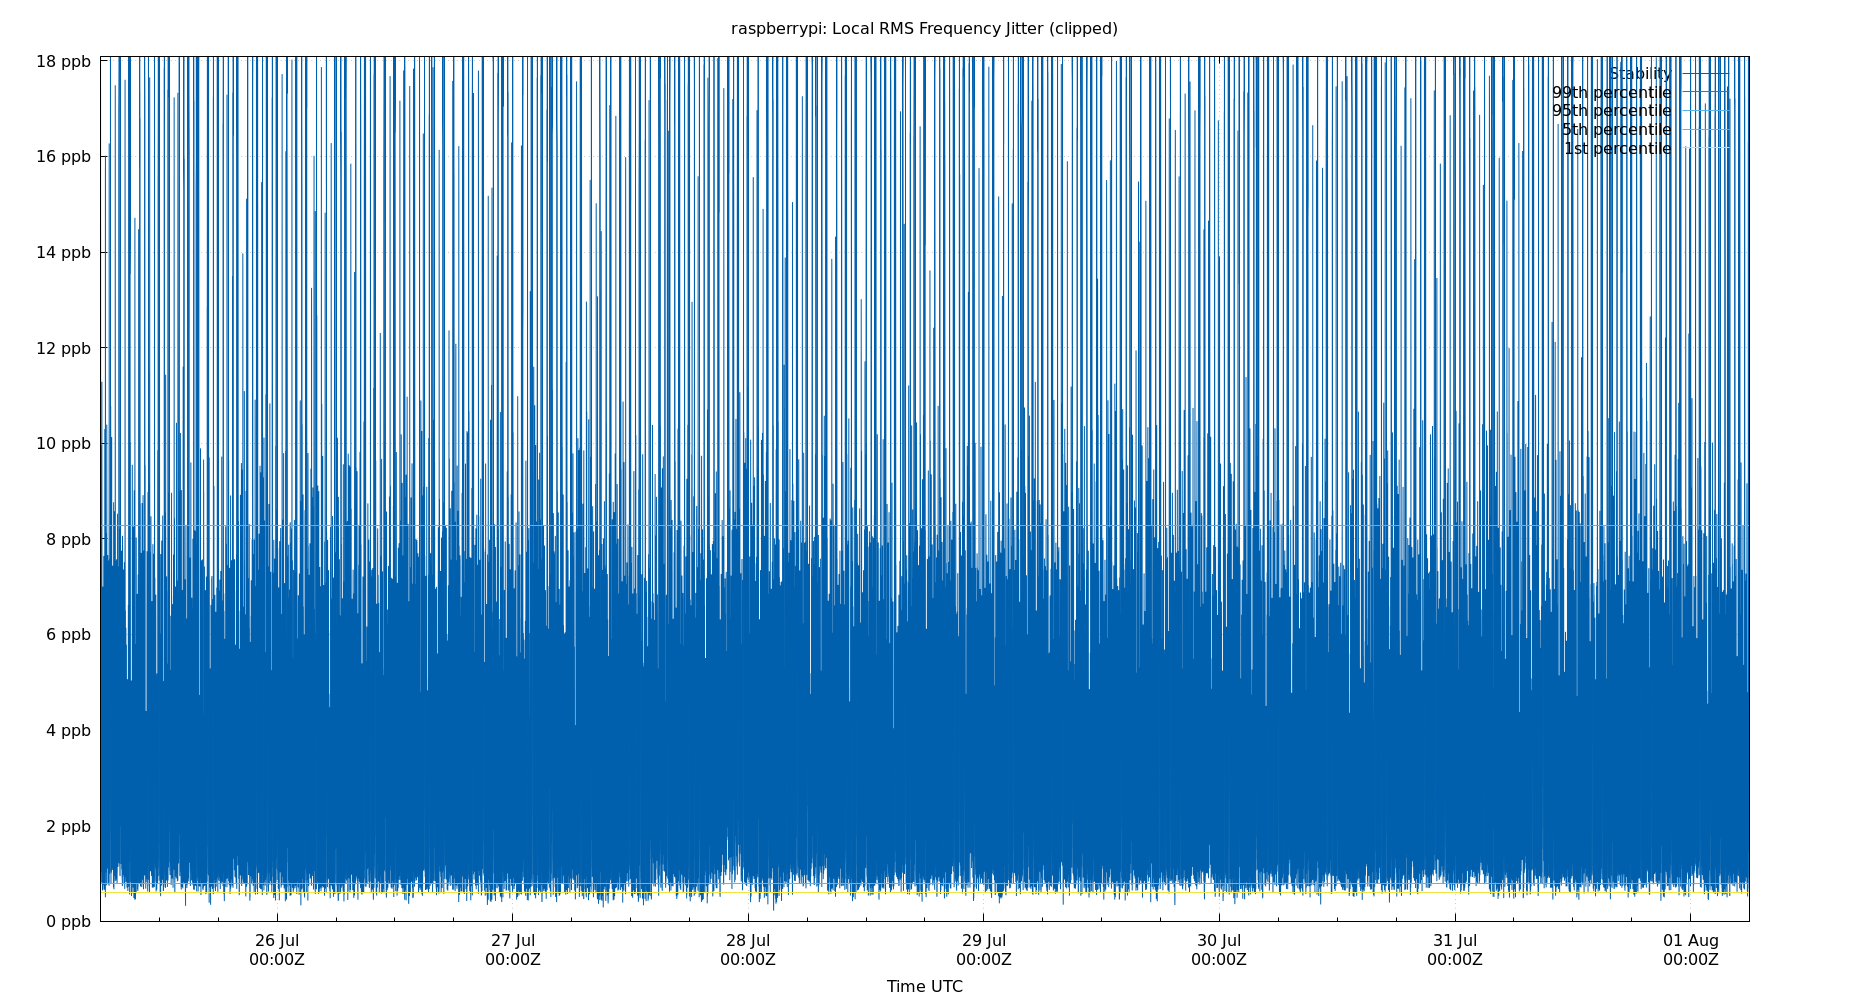 raspberrypi: Local RMS Frequency Jitter (clipped)
18 ppb
16 ppb
14 ppb
12 ppb
10 ppb
8 ppb
6 ppb
4 ppb
2 ppb
0 ppb
Stability
99th percentile
95th percentile
5th percentile
1st percentile
26 Jul 27 Jul 28 Jul 29 Jul 30 Jul 31 Jul 01 Aug
00:00Z 00:00Z 00:00Z 00:00Z 00:00Z 00:00Z 00:00Z
Time UTC